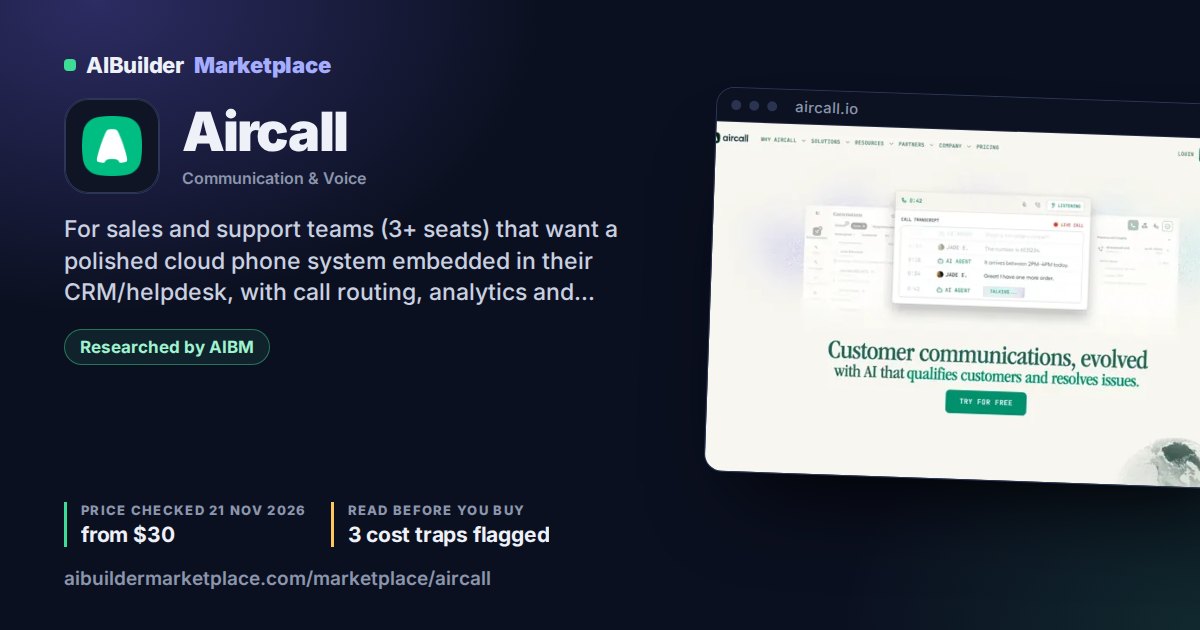 AIBuilder Marketplace
Aircall
Communication & Voice
For sales and support teams (3+ seats) that want a
polished cloud phone system embedded in their
CRM/helpdesk, with call routing, analytics and...
Researched by AIBM
PRICE CHECKED 21 NOV 2026
from $30
READ BEFORE YOU BUY
3 cost traps flagged
aibuildermarketplace.com/marketplace/aircall
aircall.io
aircall
WHY AIRCALL
SOLUTIONS
RESOURCES
PARTNERS
COMPANY
PRICING
LOGIN
0:42
LISTENING
CALL TRANSCRIPT
LIVE CALL
JADE E.
AI AGENT
It arrives between 2PM-4PM today
JADE E.
Great! I have one more order.
0:42
AI AGENT
TALKING...
Customer communications, evolved
with AI that qualifies customers and resolves issues.
TRY FOR FREE